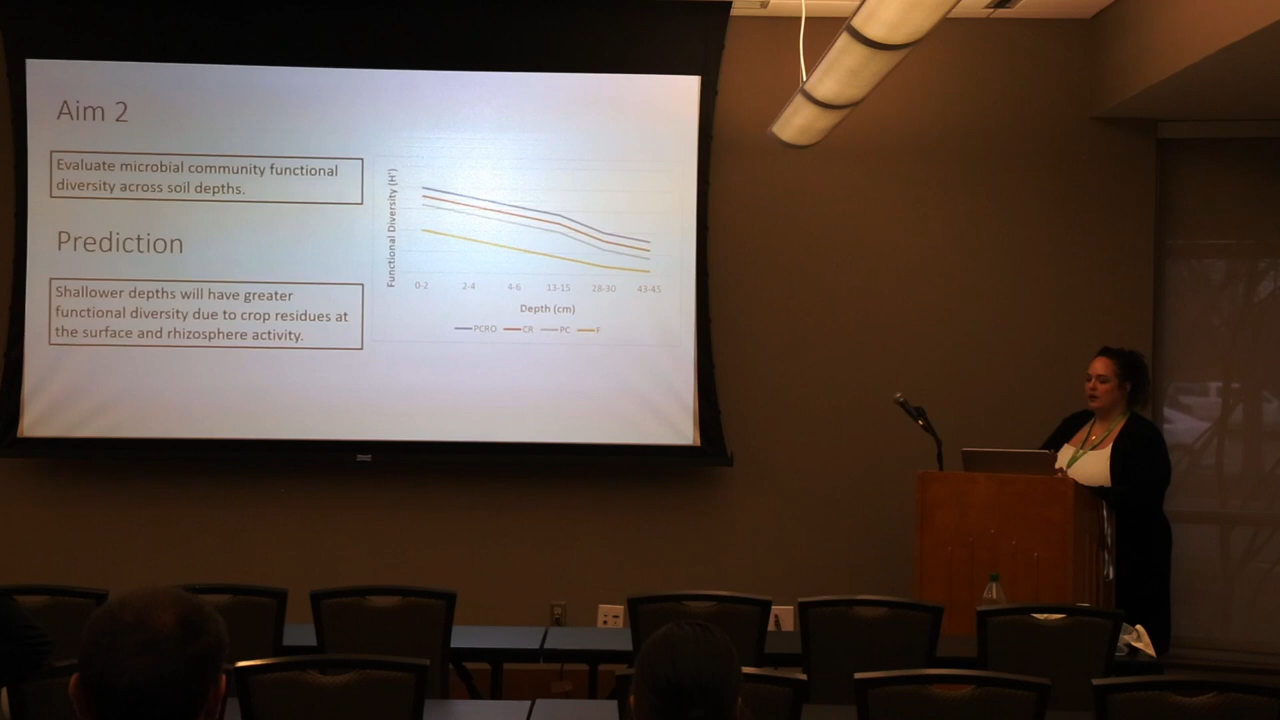 Aim 2
Evaluate microbial community functional
diversity across soil depths.
Prediction
Shallower depths will have greater
functional diversity due to crop residues at
the surface and rhizosphere activity.
Functional Diversity (H')
0-2 2-4 4-6 13-15 28-30 43-45
Depth (cm)
PCRO CR PC F